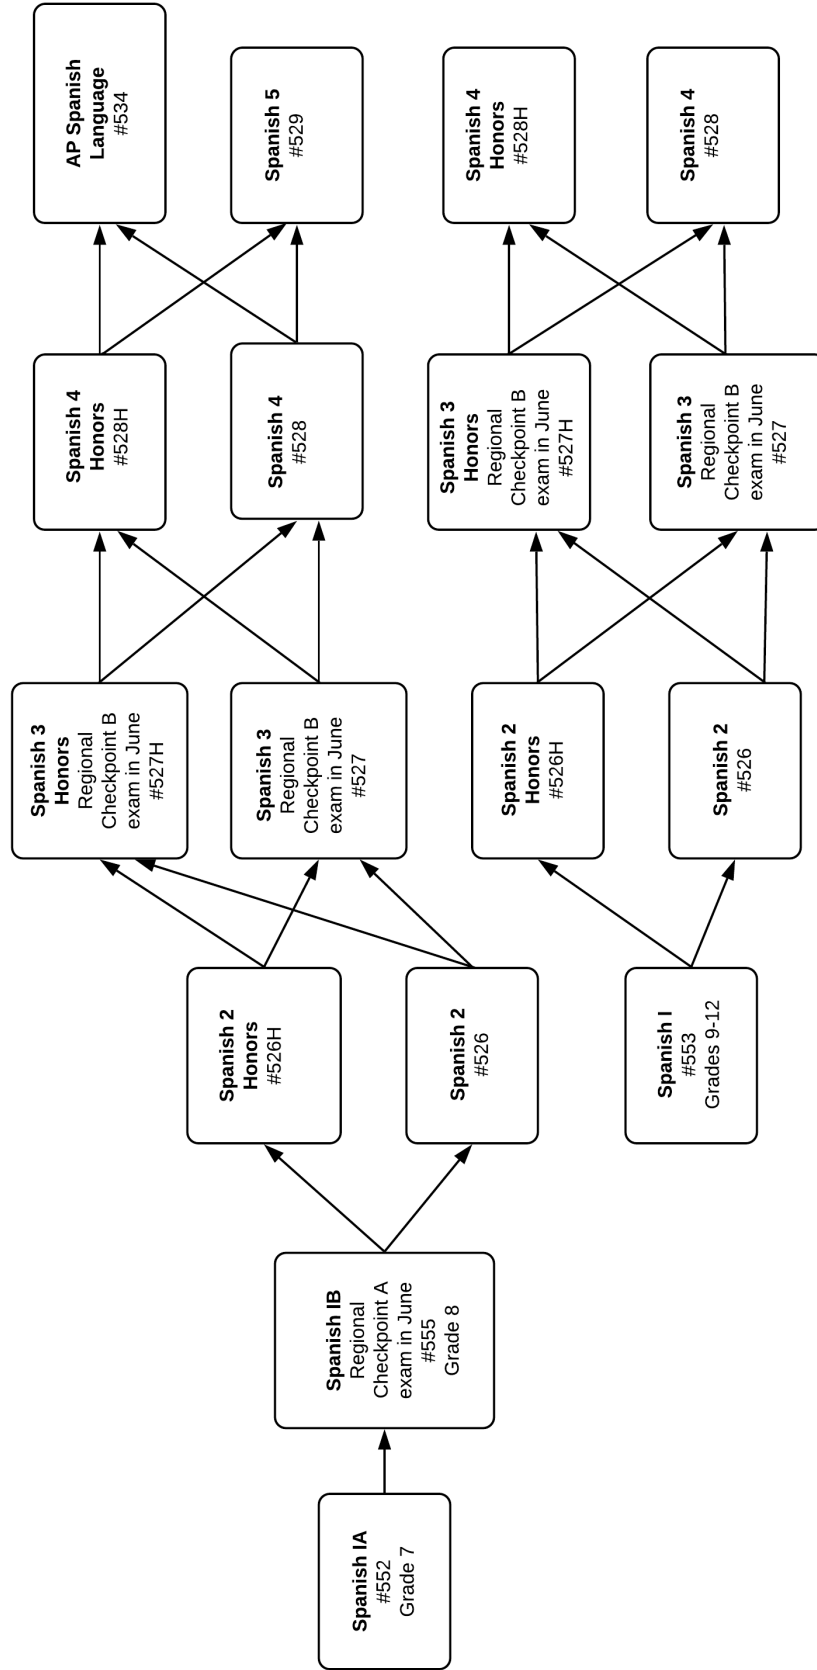 Spanish IA
#552
Grade 7
Spanish IB
Regional
Checkpoint A
exam in June
#555
Grade 8
Spanish 2
Honors
#526H
Spanish 2
#526
Spanish I
#553
Grades 9-12
Spanish 3
Honors
Regional
Checkpoint B
exam in June
#527H
Spanish 3
Regional
Checkpoint B
exam in June
#527
Spanish 2
Honors
#526H
Spanish 2
#526
Spanish 4
Honors
#528H
Spanish 4
#528
Spanish 3
Honors
Regional
Checkpoint B
exam in June
#527H
Spanish 3
Regional
Checkpoint B
exam in June
#527
AP Spanish
Language
#534
Spanish 5
#529
Spanish 4
Honors
#528H
Spanish 4
#528